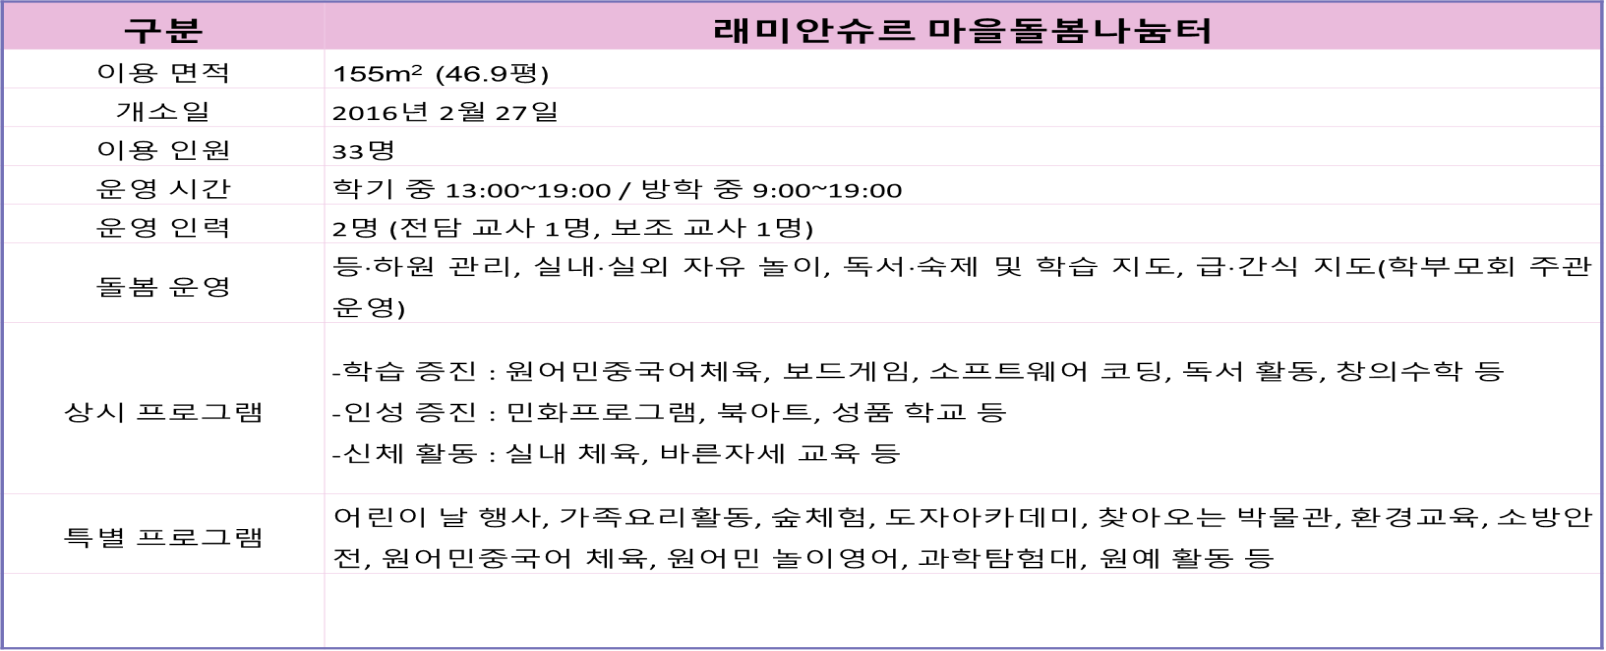 구분 래미안슈르 마을돌봄나눔터
이용 면적 155m² (46.9평)
개소일 2016년 2월 27일
이용 인원 33명
운영 시간 학기 중 13:00~19:00 / 방학 중 9:00~19:00
운영 인력 2명 (전담 교사 1명, 보조 교사 1명)
돌봄 운영 등·하원 관리, 실내·실외 자유 놀이, 독서·숙제 및 학습 지도, 급·간식 지도(학부모회 주관
운영)
상시 프로그램
-학습 증진 : 원어민중국어체육, 보드게임, 소프트웨어 코딩, 독서 활동, 창의수학 등
-인성 증진 : 민화프로그램, 북아트, 성품 학교 등
-신체 활동 : 실내 체육, 바른자세 교육 등
특별 프로그램
어린이 날 행사, 가족요리활동, 숲체험, 도자아카데미, 찾아오는 박물관, 환경교육, 소방안
전, 원어민중국어 체육, 원어민 놀이영어, 과학탐험대, 원예 활동 등